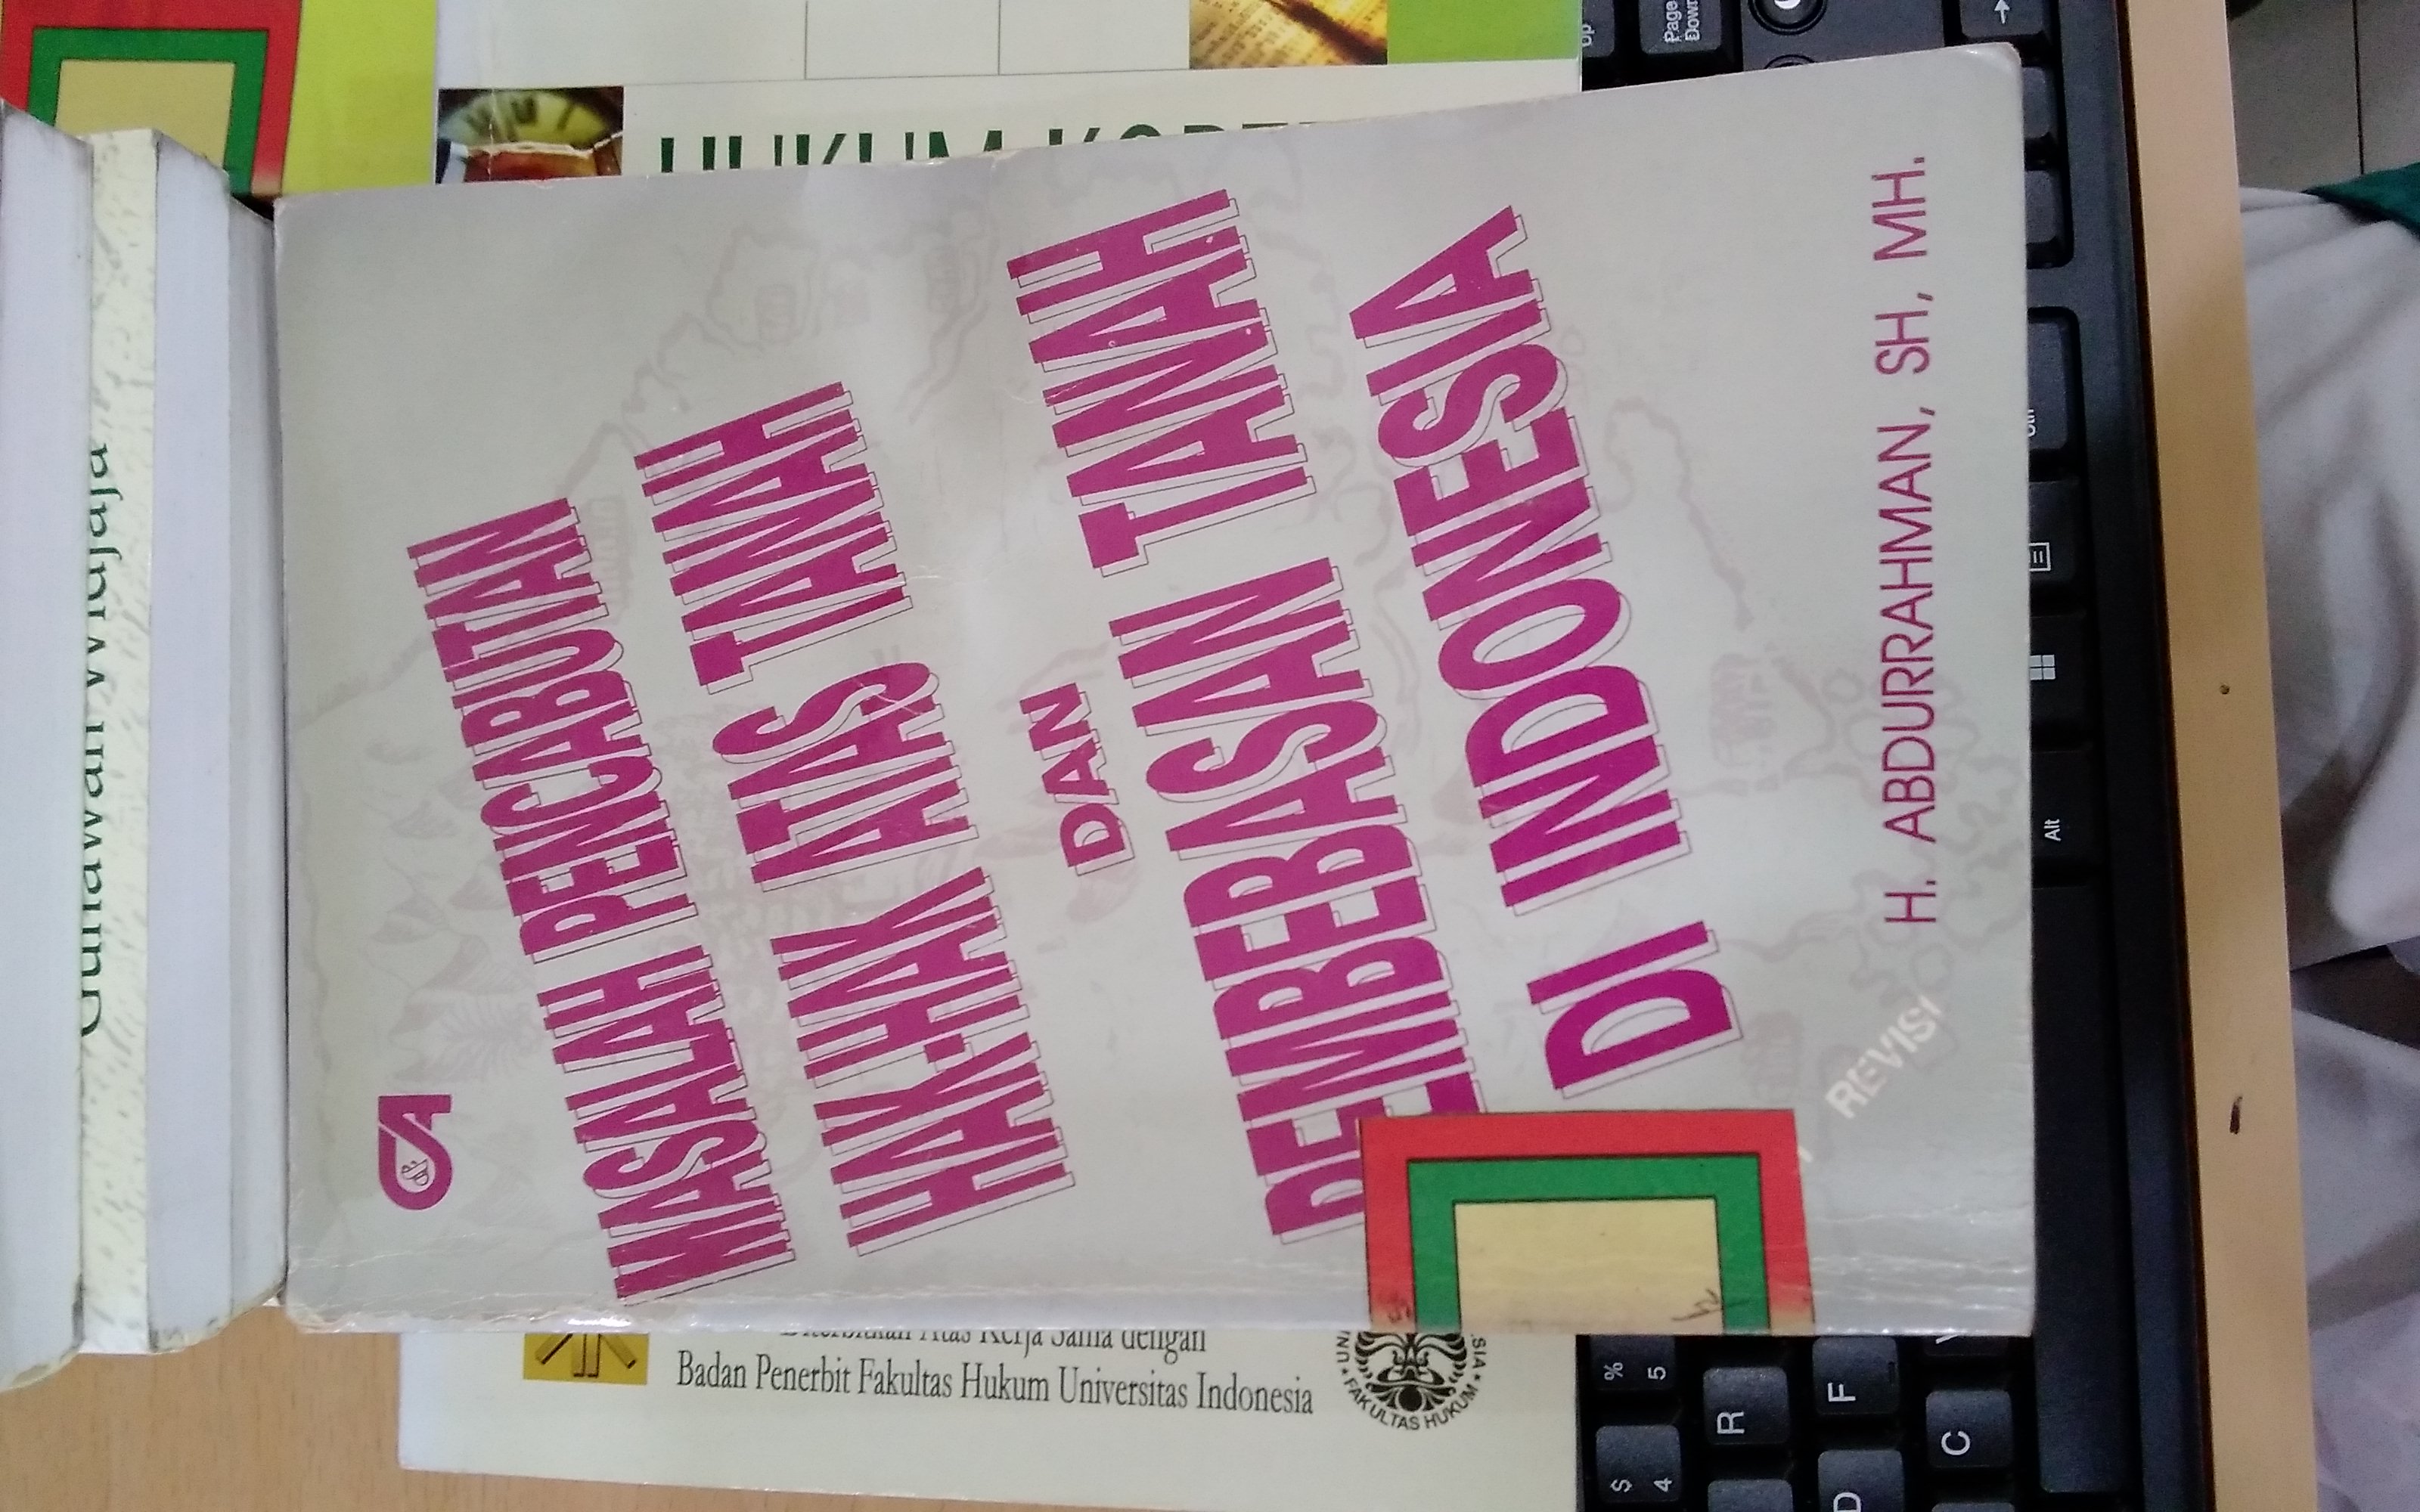 MASALAH PENCABUTAN
HAK-HAK ATAS TANAH
DAN
PEMBEBASAN TANAH
DI INDONESIA
H. ABDURRAHMAN, SH, MH.
REVISI
Gunawan Widjaja
HUKUM
Diterbitkan Atas Kerja Sama dengan
Badan Penerbit Fakultas Hukum Universitas Indonesia
FAKULTAS HUKUM
Page
Down
Alt
%
5
$
4
R
F
D
C